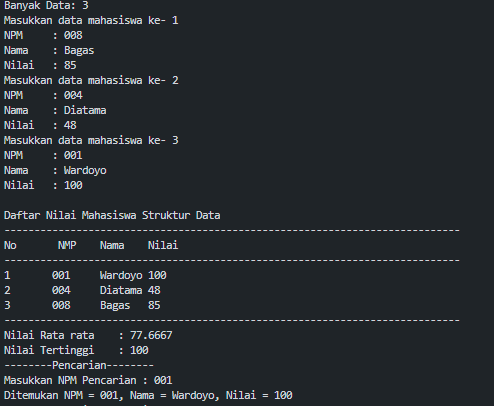 Banyak Data: 3
Masukkan data mahasiswa ke- 1
NPM     : 008
Nama    : Bagas
Nilai   : 85
Masukkan data mahasiswa ke- 2
NPM     : 004
Nama    : Diatama
Nilai   : 48
Masukkan data mahasiswa ke- 3
NPM     : 001
Nama    : Wardoyo
Nilai   : 100
Daftar Nilai Mahasiswa Struktur Data
----------------------------------------------------------------------------
No       NMP    Nama    Nilai
----------------------------------------------------------------------------
1       001     Wardoyo 100
2       004     Diatama 48
3       008     Bagas   85
----------------------------------------------------------------------------
Nilai Rata rata    : 77.6667
Nilai Tertinggi    : 100
--------Pencarian--------
Masukkan NPM Pencarian : 001
Ditemukan NPM = 001, Nama = Wardoyo, Nilai = 100